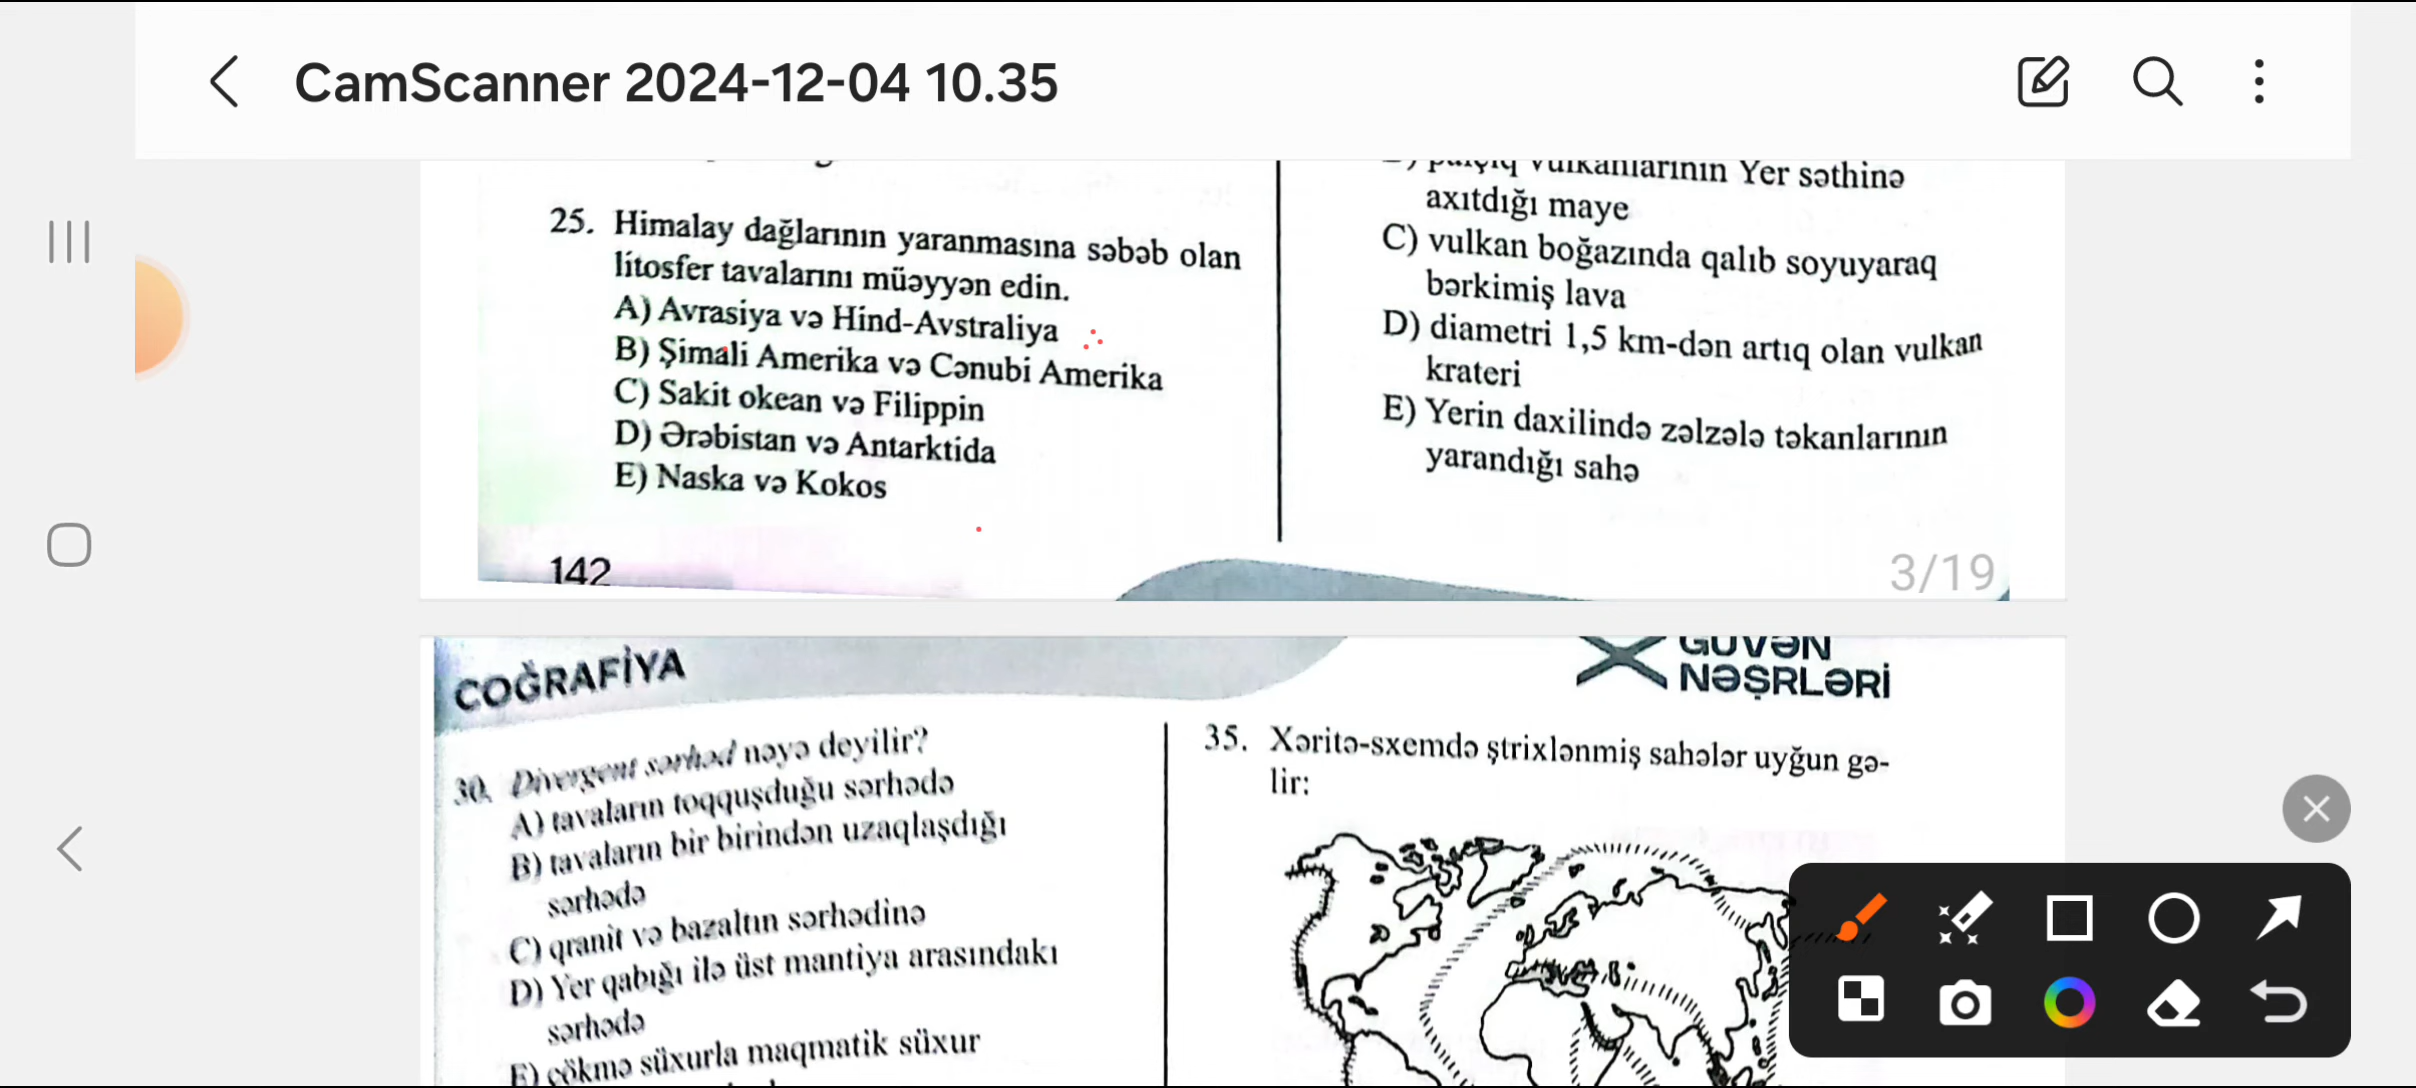 CamScanner 2024-12-04 10.35
vulkanlarının Yer səthinə
axıtdığı maye
C) vulkan boğazında qalıb soyuyaraq
bərkimiş lava
D) diametri 1,5 km-dən artıq olan vulkan
krateri
E) Yerin daxilində zəlzələ təkanlarının
yarandığı sahə
25. Himalay dağlarının yaranmasına səbəb olan
litosfer tavalarını müəyyən edin.
A) Avrasiya və Hind-Avstraliya
B) Şimali Amerika və Cənubi Amerika
C) Sakit okean və Filippin
D) Ərəbistan və Antarktida
E) Naska və Kokos
142
3/19
COĞRAFİYA
GÜVƏN
NƏŞRLƏRİ
30. Divergent sərhəd nəyə deyilir?
A) tavaların toqquşduğu sərhədə
B) tavaların bir birindən uzaqlaşdığı
sərhədə
C) qranit və bazaltın sərhədinə
D) Yer qabığı ilə üst mantiya arasındakı
sərhədə
E) çökmə süxurla maqmatik süxur
35. Xəritə-sxemdə ştrixlənmiş sahələr uyğun gə-
lir: